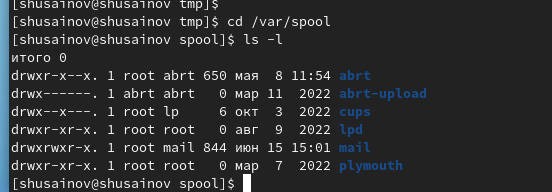 [shusainov@shusainov tmp]$
[shusainov@shusainov tmp]$ cd /var/spool
[shusainov@shusainov spool]$ ls -l
итого 0
drwxr-x--x. 1 root abrt 650 мая  8 11:54 abrt
drwx------. 1 abrt abrt   0 мар 11  2022 abrt-upload
drwx--x---. 1 root lp     6 окт  3  2022 cups
drwxr-xr-x. 1 root root   0 авг  9  2022 lpd
drwxrwxr-x. 1 root mail 844 июн 15 15:01 mail
drwxr-xr-x. 1 root root   0 мар  7  2022 plymouth
[shusainov@shusainov spool]$